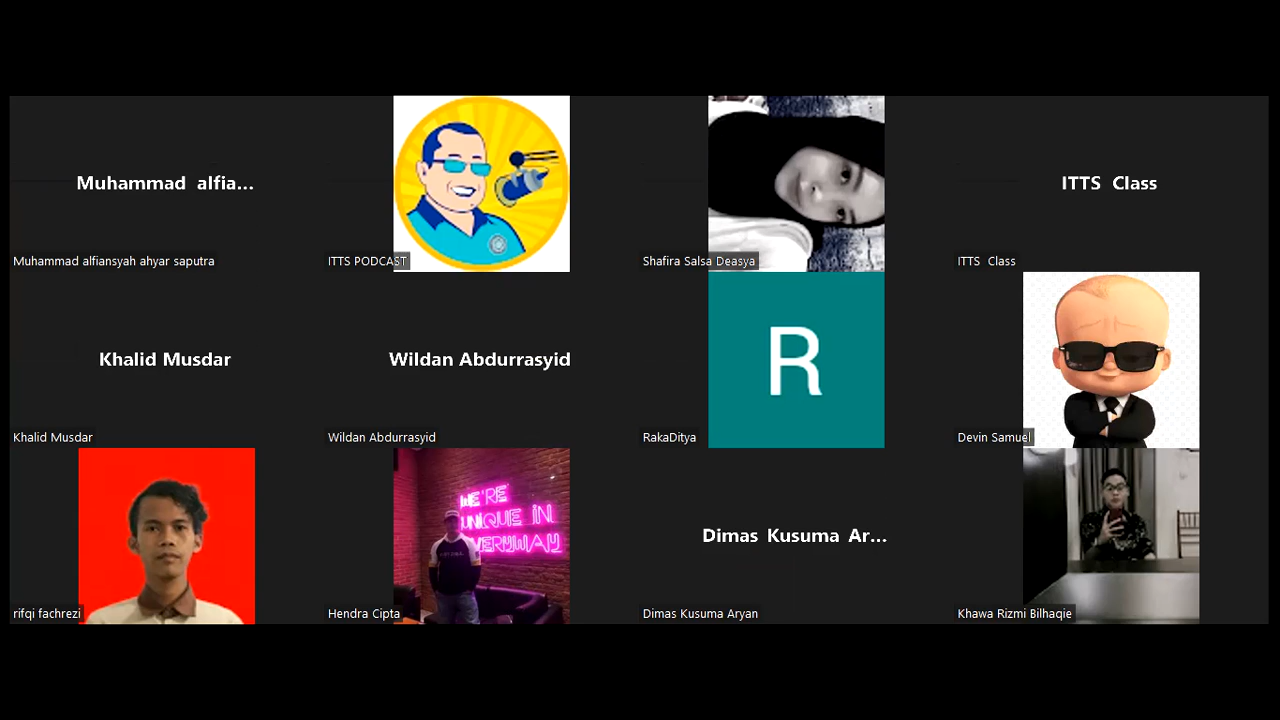 Muhammad alfia...
Muhammad alfiansyah ahyar saputra
ITTS PODCAST
Shafira Salsa Deasya
ITTS Class
ITTS Class
Khalid Musdar
Khalid Musdar
Wildan Abdurrasyid
Wildan Abdurrasyid
R
RakaDitya
Devin Samuel
rifqi fachrezi
WE'RE
UNIQUE IN
EVERYWAY
Hendra Cipta
Dimas Kusuma Ar...
Dimas Kusuma Aryan
Khawa Rizmi Bilhaqie